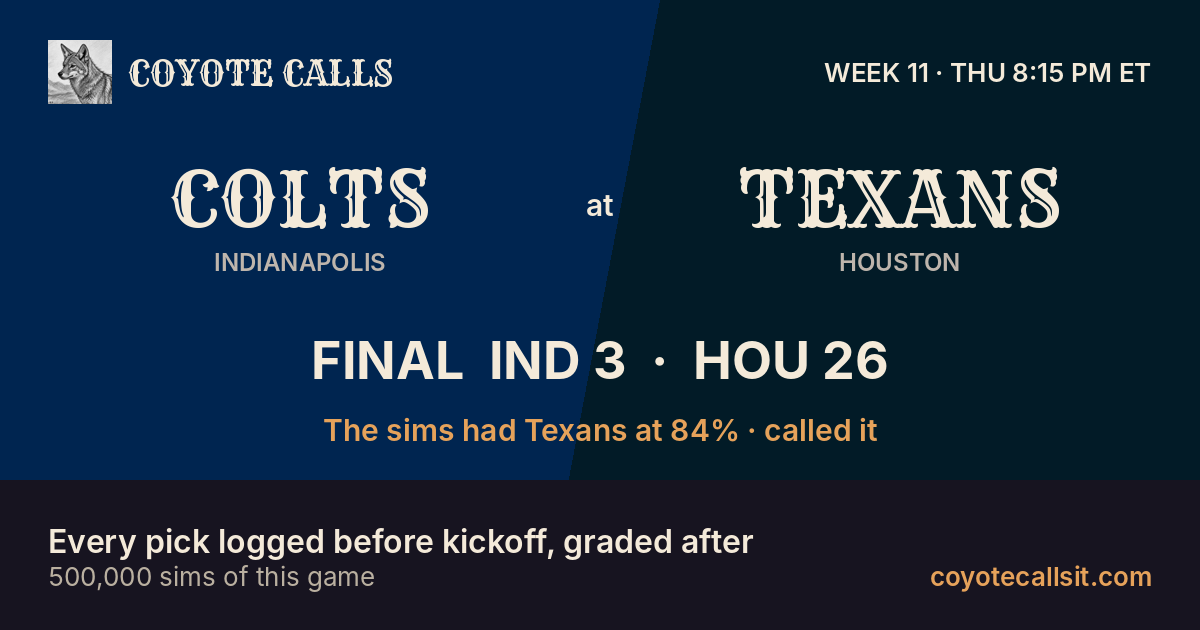 COYOTE CALLS
WEEK 11 · THU 8:15 PM ET
COLTS at TEXANS
INDIANAPOLIS
HOUSTON
FINAL IND 3 · HOU 26
The sims had Texans at 84% · called it
Every pick logged before kickoff, graded after
500,000 sims of this game
coyotecallsit.com